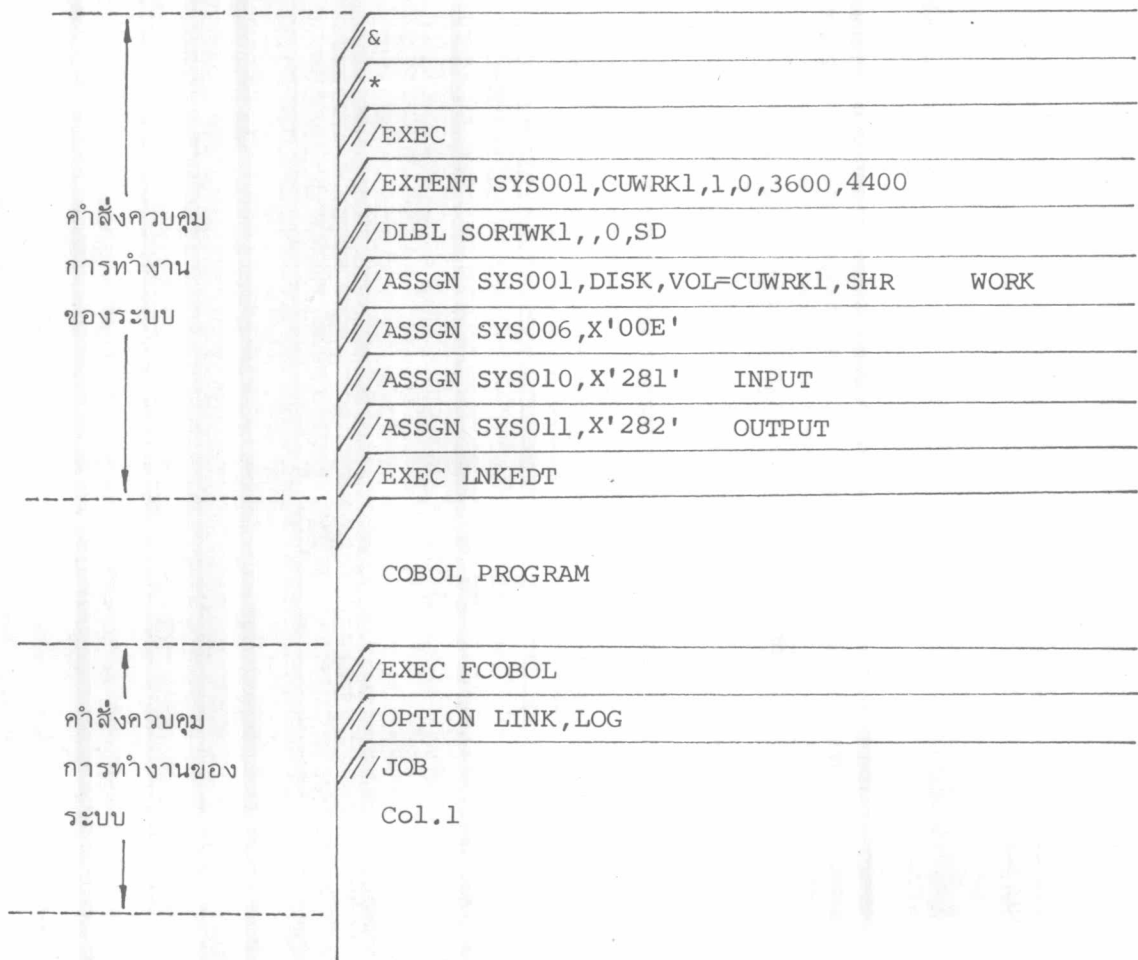 /&
/*
//EXEC
//EXTENT SYS001,CUWRK1,1,0,3600,4400
//DLBL SORTWK1,,0,SD
//ASSGN SYS001,DISK,VOL=CUWRK1,SHR WORK
//ASSGN SYS006,X'00E'
//ASSGN SYS010,X'281' INPUT
//ASSGN SYS011,X'282' OUTPUT
//EXEC LNKEDT
คำสั่งควบคุม
การทำงาน
ของระบบ
COBOL PROGRAM
//EXEC FCOBOL
//OPTION LINK,LOG
//JOB
Col.1
คำสั่งควบคุม
การทำงานของ
ระบบ